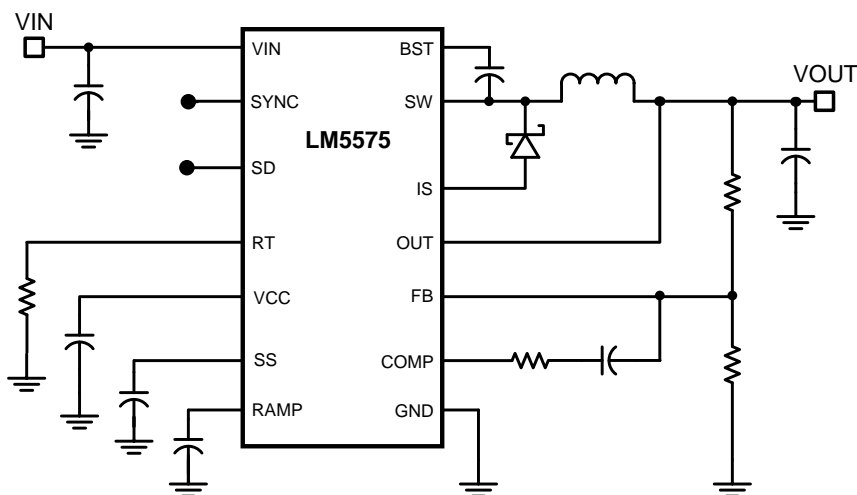 VIN
VIN
SYNC
SD
RT
VCC
SS
RAMP
LM5575
BST
SW
IS
OUT
FB
COMP
GND
VOUT